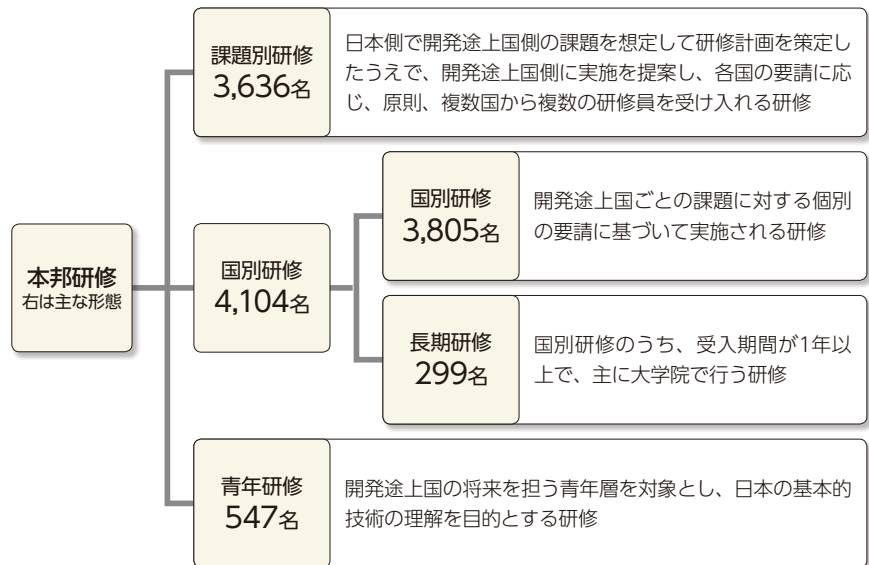 課題別研修
3,636名
日本側で開発途上国側の課題を想定して研修計画を策定し
たうえで、開発途上国側に実施を提案し、各国の要請に応
じ、原則、複数国から複数の研修員を受け入れる研修
本邦研修
右は主な形態
国別研修
4,104名
国別研修
3,805名
開発途上国ごとの課題に対する個別
の要請に基づいて実施される研修
長期研修
299名
国別研修のうち、受入期間が1年以
上で、主に大学院で行う研修
青年研修
547名
開発途上国の将来を担う青年層を対象とし、日本の基本的
技術の理解を目的とする研修